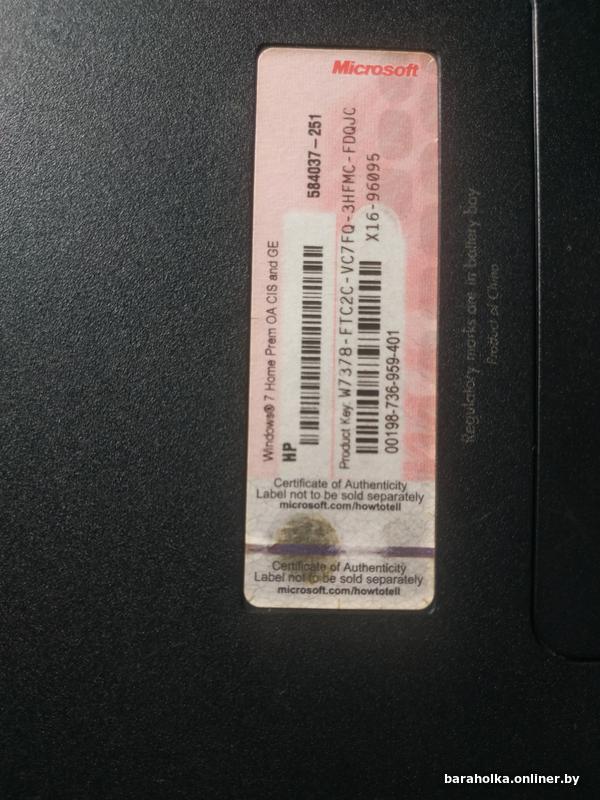 Microsoft
Windows® 7 Home Prem OA CIS and GE
HP
584037-251
Product Key: W7378-FTC2C-VC7FQ-3HFMC-FDQJC
X16-96095
00198-736-959-401
Certificate of Authenticity
Label not to be sold separately
microsoft.com/howtotell
Certificate of Authenticity
Label not to be sold separately
microsoft.com/howtotell
Regulatory marks are in battery bay
Product of China
baraholka.onliner.by